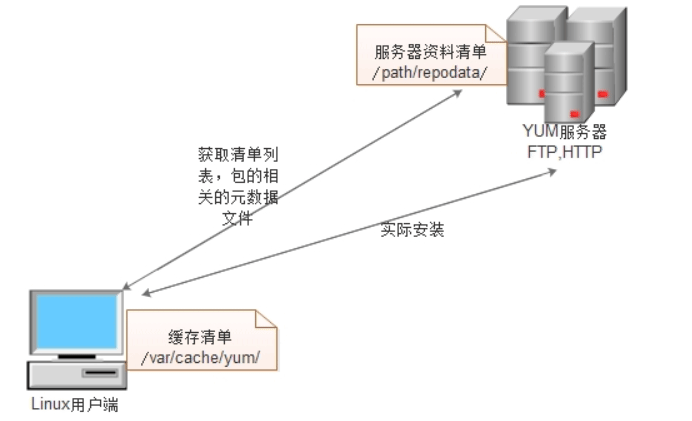 服务器资料清单
/path/repodata/
YUM服务器
FTP,HTTP
获取清单列
表，包的相
关的元数据
文件
实际安装
缓存清单
/var/cache/yum/
Linux用户端